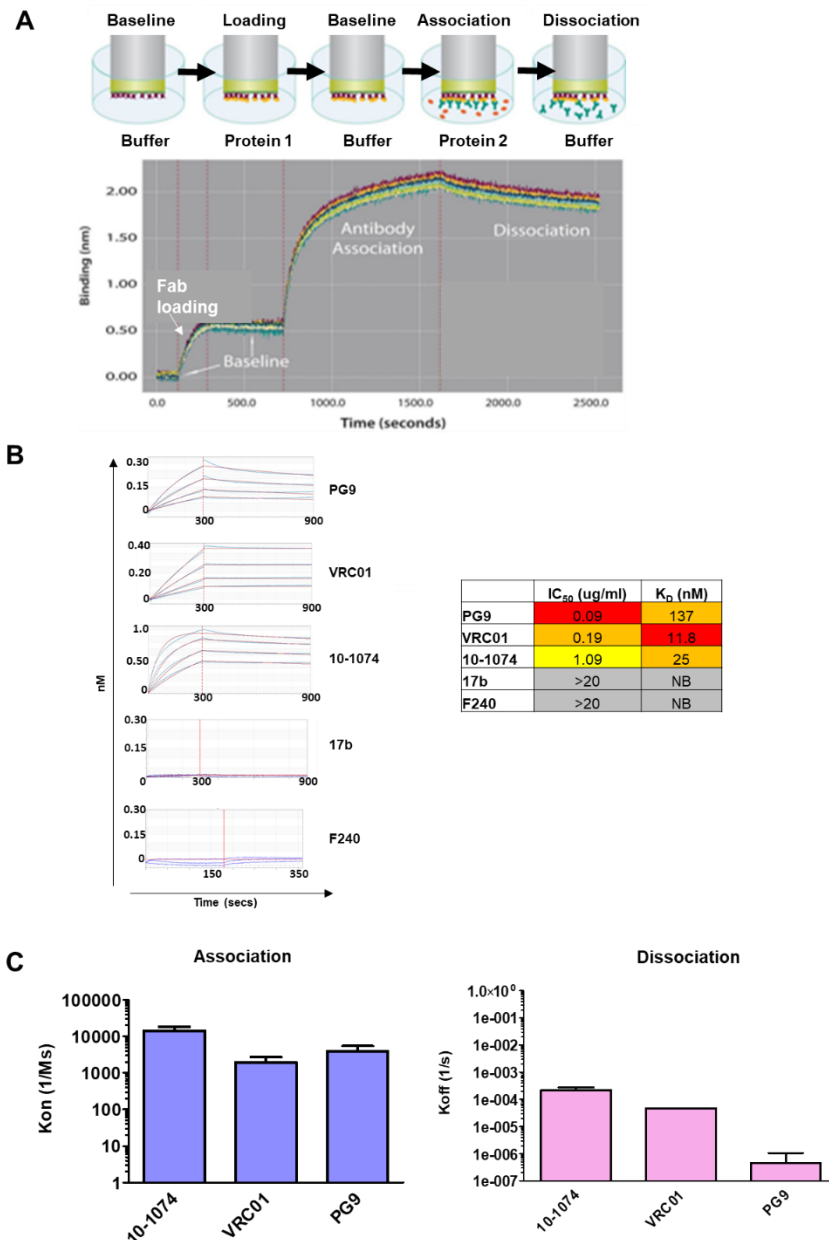 A
Baseline Loading Baseline Association Dissociation
Buffer Protein 1 Buffer Protein 2 Buffer
Binding (nm)
2.00
1.50
1.00
0.50
0.00
Fab
loading
Baseline
Antibody
Association
Dissociation
0.0 500.0 1000.0 1500.0 2000.0 2500.0
Time (seconds)
B
nM
0.30
0.15
0
300 900
PG9
0.40
0.20
0
300 900
VRC01
1.0
0.50
0
300 900
10-1074
0.30
0.15
0
300 900
17b
0.30
0.15
0
150 350
F240
Time (secs)
IC50 (ug/ml) KD (nM)
PG9 0.09 137
VRC01 0.19 11.8
10-1074 1.09 25
17b >20 NB
F240 >20 NB
C
Association
Kon (1/Ms)
100000
10000
1000
100
10
1
10-1074 VRC01 PG9
Dissociation
Koff (1/s)
1.0×10⁰
1e-001
1e-002
1e-003
1e-004
1e-005
1e-006
1e-007
10-1074 VRC01 PG9